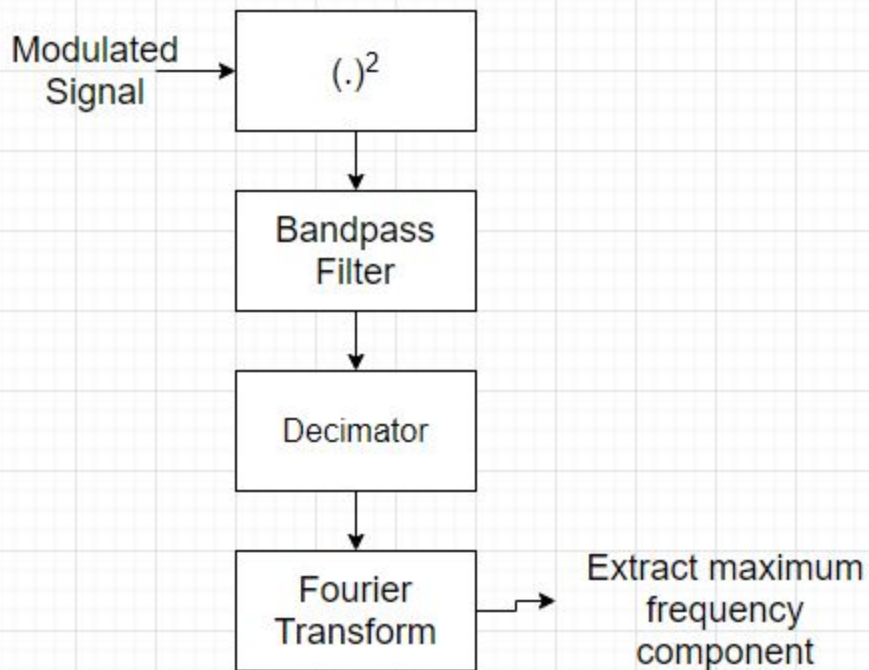 Modulated
Signal
(.)²
Bandpass
Filter
Decimator
Fourier
Transform
Extract maximum
frequency
component